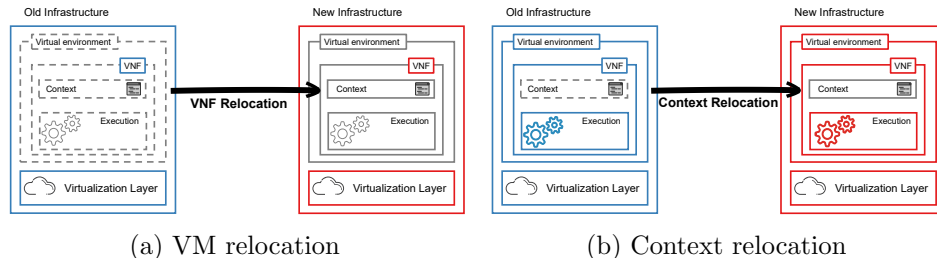 Old Infrastructure
Virtual environment
VNF
Context
Execution
Virtualization Layer
VNF Relocation
New Infrastructure
Virtual environment
VNF
Context
Execution
Virtualization Layer
(a) VM relocation
Old Infrastructure
Virtual environment
VNF
Context
Execution
Virtualization Layer
Context Relocation
New Infrastructure
Virtual environment
VNF
Context
Execution
Virtualization Layer
(b) Context relocation